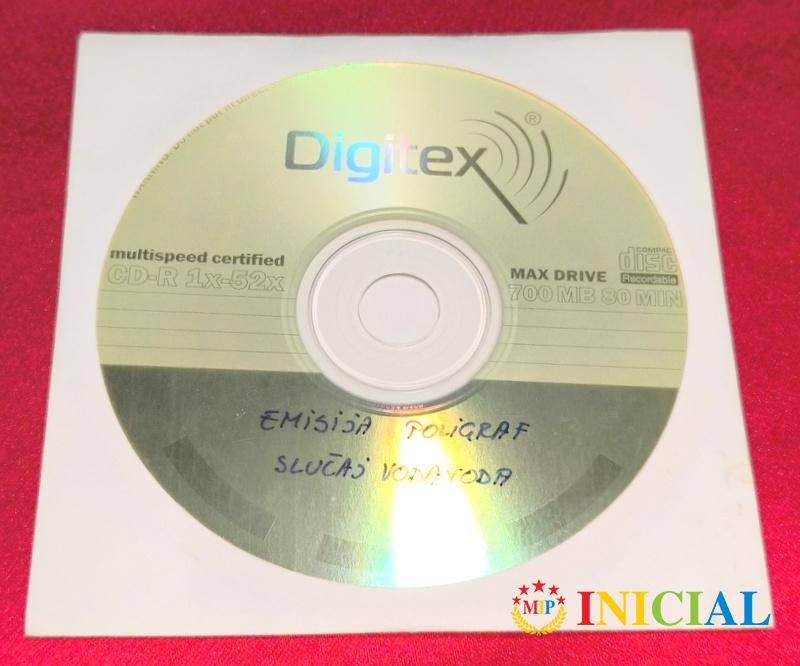 Digitex ®
multispeed certified
CD-R 1x-52x
COMPACT
disc
Recordable
MAX DRIVE
700 MB 80 MIN
EMISIJA POLIGRAF
SLUČAJ VODAVODA
MIP INICIAL